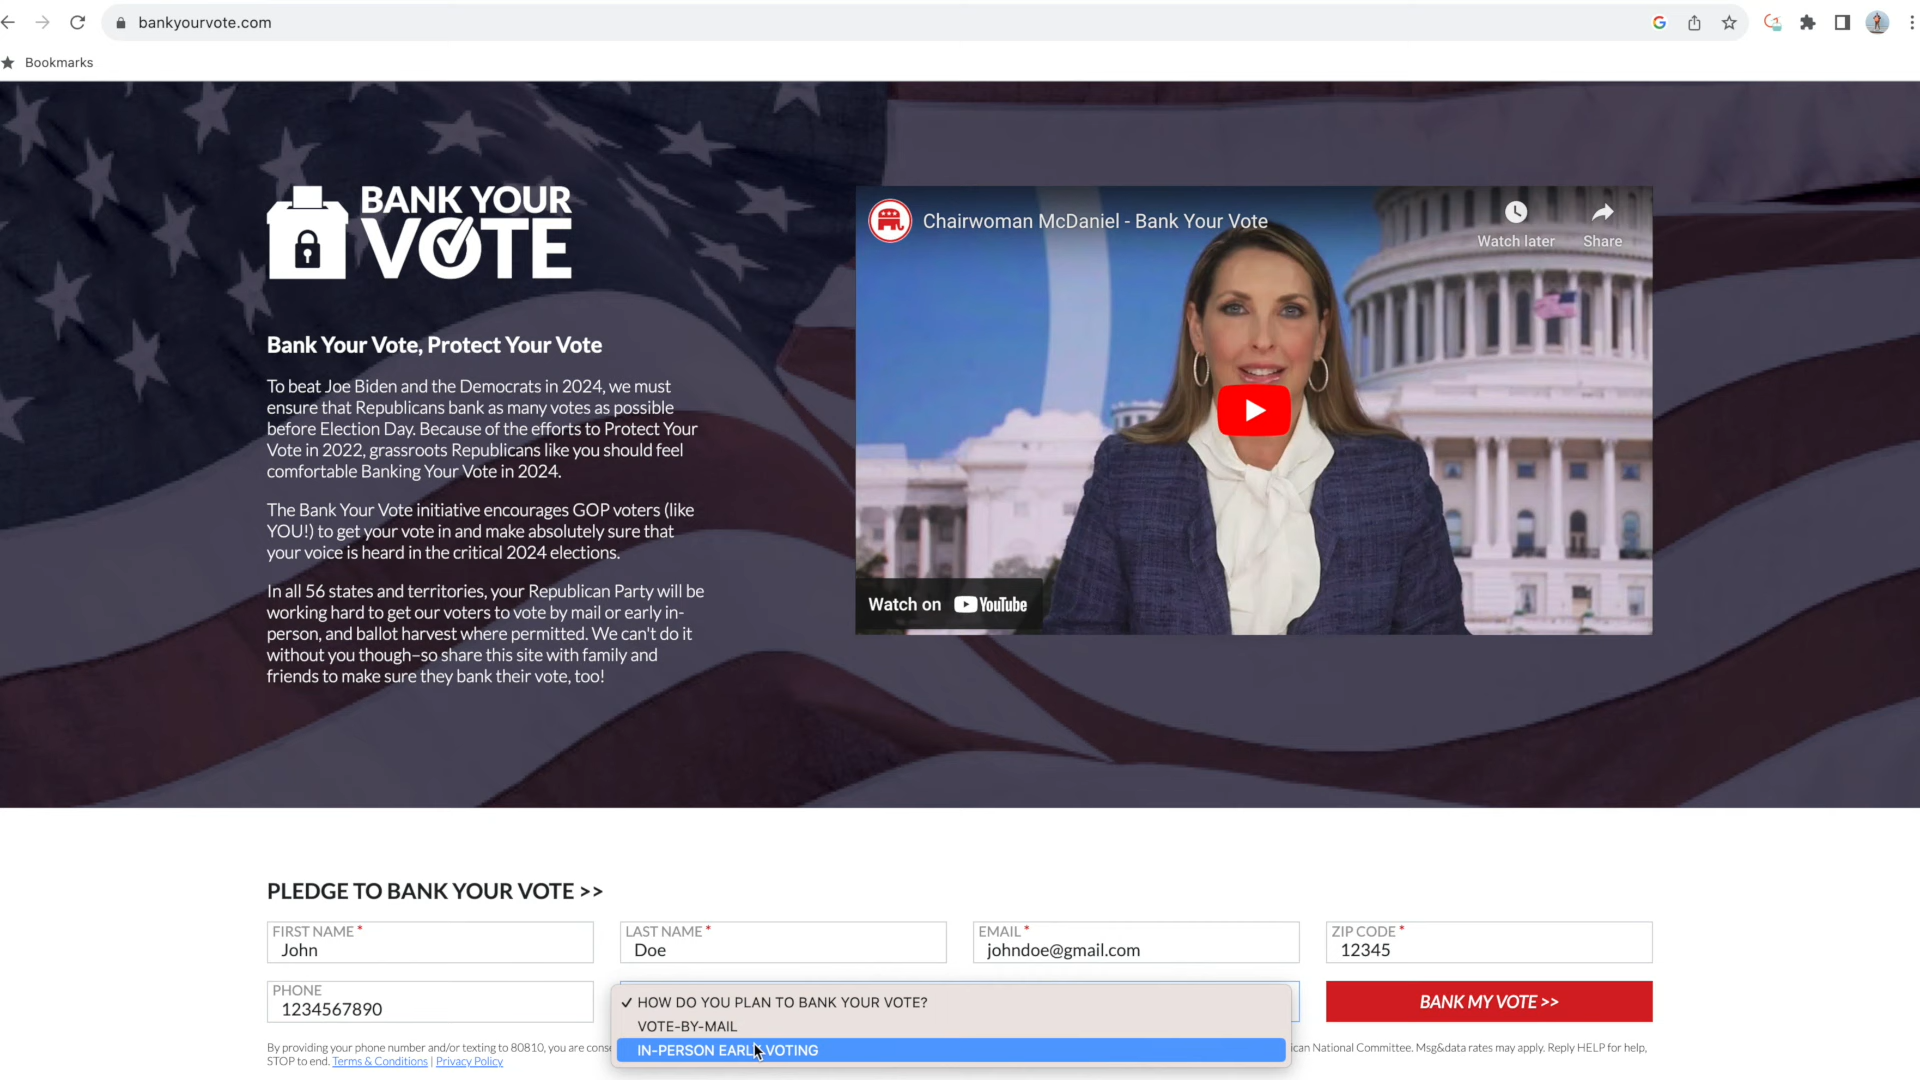 bankyourvote.com
Bookmarks
BANK YOUR
VOTE
Bank Your Vote, Protect Your Vote
To beat Joe Biden and the Democrats in 2024, we must
ensure that Republicans bank as many votes as possible
before Election Day. Because of the efforts to Protect Your
Vote in 2022, grassroots Republicans like you should feel
comfortable Banking Your Vote in 2024.
The Bank Your Vote initiative encourages GOP voters (like
YOU!) to get your vote in and make absolutely sure that
your voice is heard in the critical 2024 elections.
In all 56 states and territories, your Republican Party will be
working hard to get our voters to vote by mail or early in-
person, and ballot harvest where permitted. We can't do it
without you though–so share this site with family and
friends to make sure they bank their vote, too!
Chairwoman McDaniel - Bank Your Vote
Watch later
Share
Watch on YouTube
PLEDGE TO BANK YOUR VOTE >>
FIRST NAME *
John
LAST NAME *
Doe
EMAIL *
johndoe@gmail.com
ZIP CODE *
12345
PHONE
1234567890
✓ HOW DO YOU PLAN TO BANK YOUR VOTE?
VOTE-BY-MAIL
IN-PERSON EARLY VOTING
BANK MY VOTE >>
By providing your phone number and/or texting to 80810, you are conse
ican National Committee. Msg&data rates may apply. Reply HELP for help,
STOP to end. Terms & Conditions | Privacy Policy